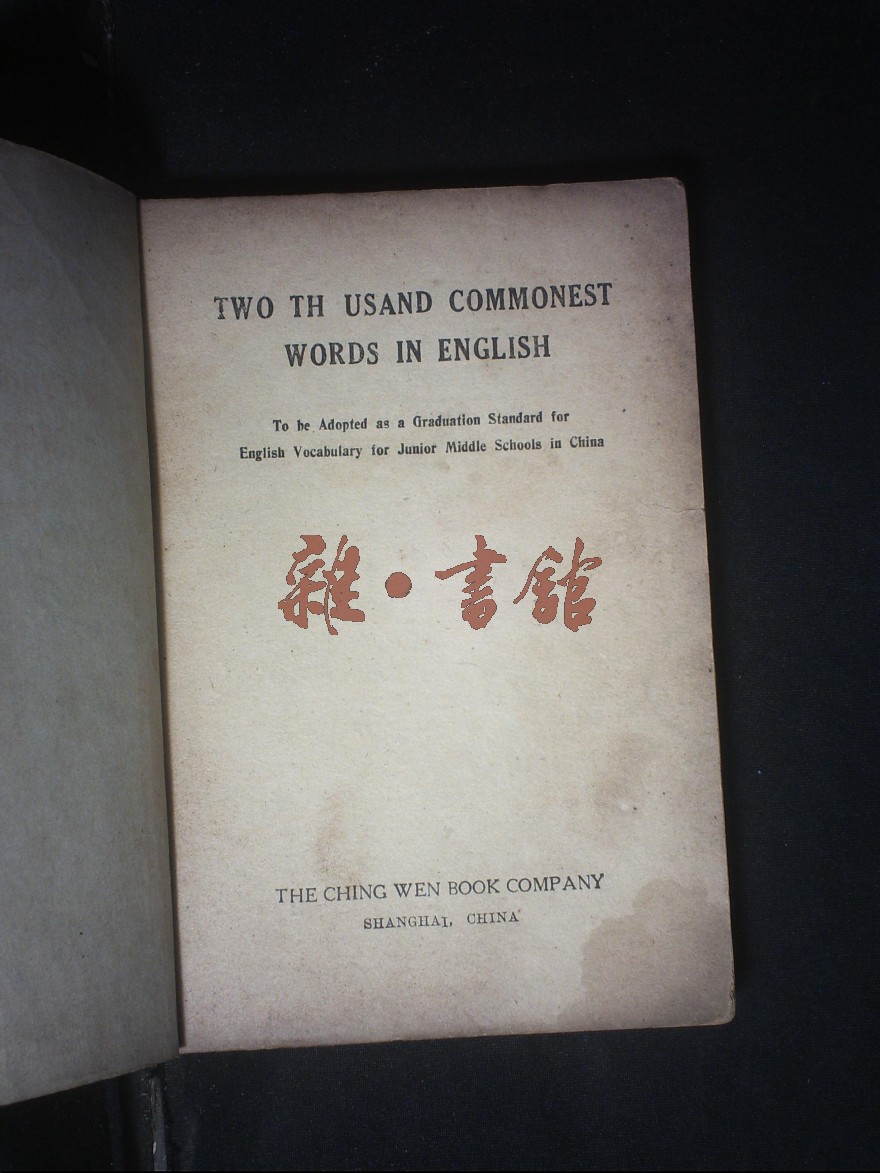 TWO TH USAND COMMONEST
WORDS IN ENGLISH
To be Adopted as a Graduation Standard for
English Vocabulary for Junior Middle Schools in China
雜•書館
THE CHING WEN BOOK COMPANY
SHANGHAI, CHINA